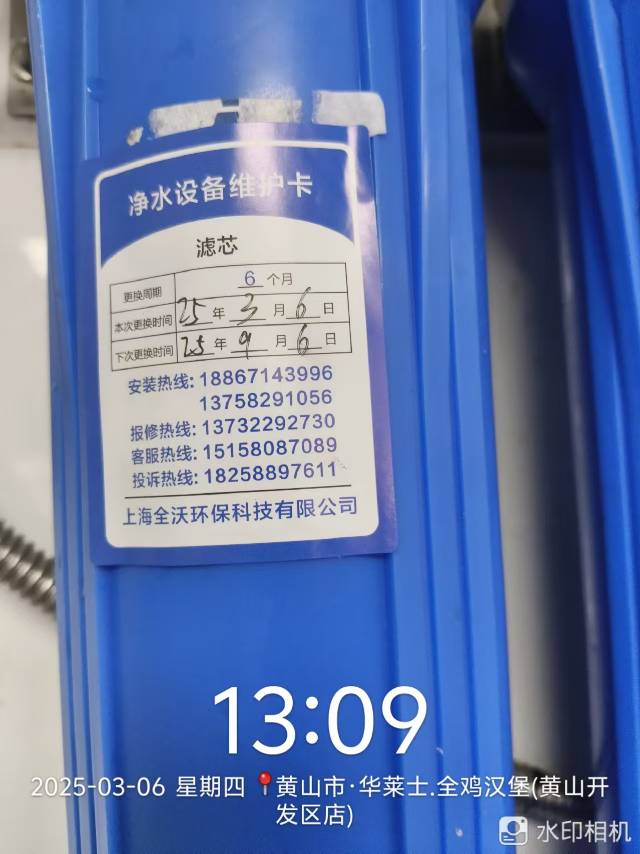 净水设备维护卡
滤芯
更换周期 6 个月
本次更换时间 25 年 3 月 6 日
下次更换时间 25 年 9 月 6 日
安装热线: 18867143996
13758291056
报修热线: 13732292730
客服热线: 15158087089
投诉热线: 18258897611
上海全沃环保科技有限公司
13:09
2025-03-06 星期四 黄山市·华莱士.全鸡汉堡(黄山开
发区店)
水印相机